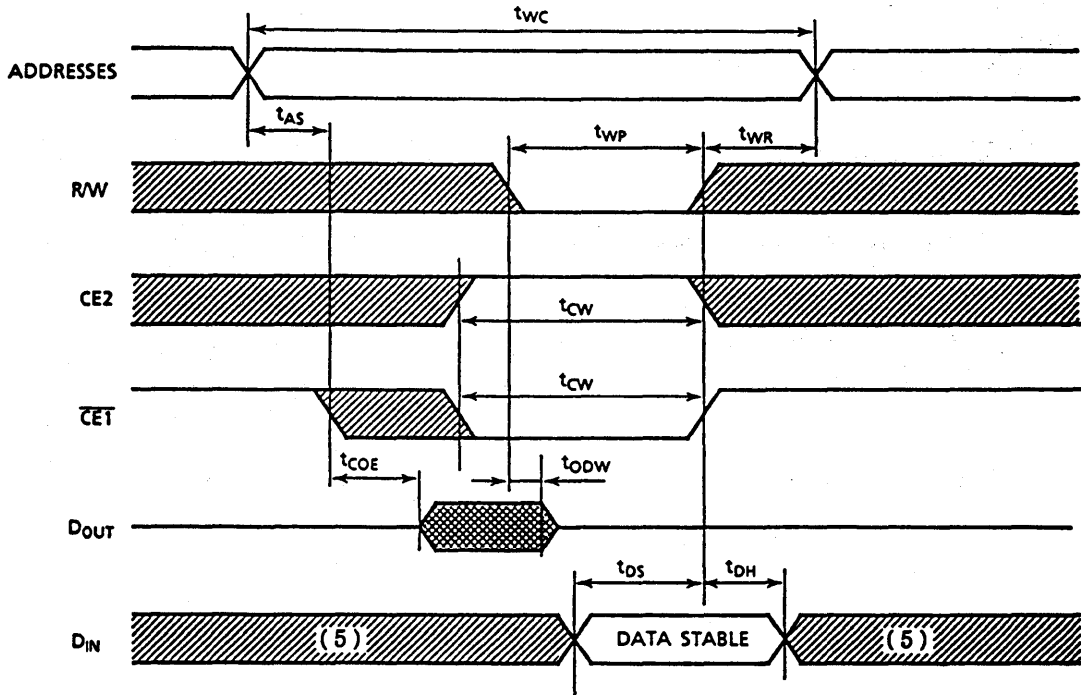 tWC
ADDRESSES
tAS
tWP
tWR
R/W
CE2
tCW
tCW
CE1
tCOE
tODW
DOUT
tDS
tDH
DIN
(5)
DATA STABLE
(5)